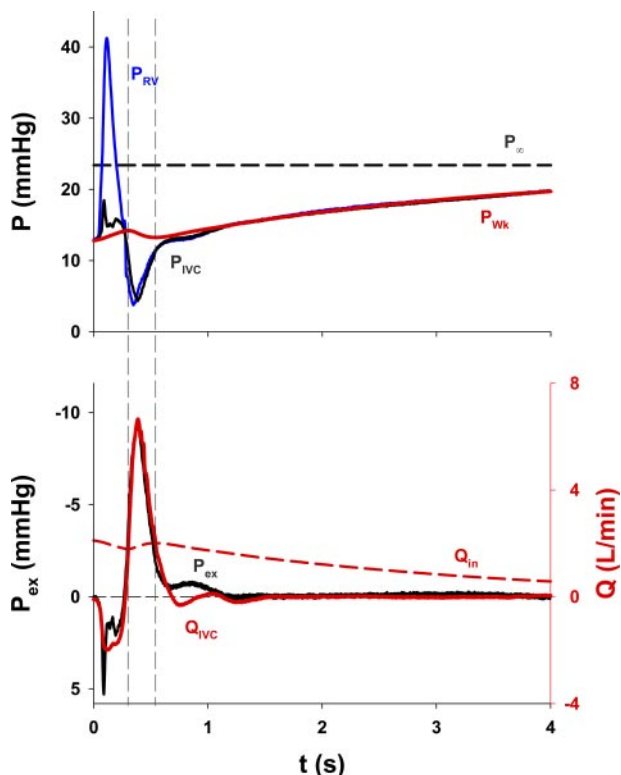 40
30
20
10
0
P (mmHg)
P_RV
P_∞
P_Wk
P_IVC
-10
-5
0
5
P_ex (mmHg)
8
4
0
-4
Q (L/min)
Q_in
P_ex
Q_IVC
0 1 2 3 4
t (s)